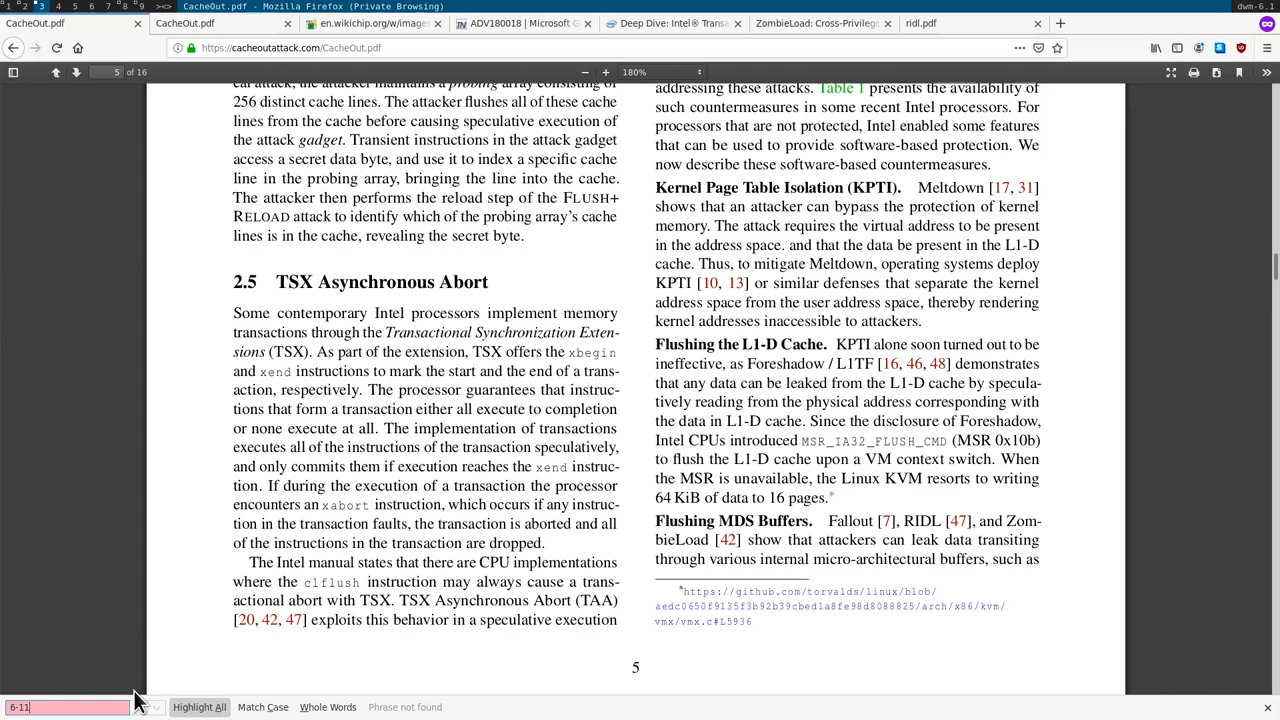 1 2 3 4 5 6 7 8 9 ><> CacheOut.pdf - Mozilla Firefox (Private Browsing) dwm-6.1
CacheOut.pdf × CacheOut.pdf × en.wikichip.org/w/images × ADV180018 | Microsoft G × Deep Dive: Intel® Transa × ZombieLoad: Cross-Privilege × ridl.pdf × +
https://cacheoutattack.com/CacheOut.pdf
5 of 16 180%
cal attack, the attacker maintains a probing array consisting of
256 distinct cache lines. The attacker flushes all of these cache
lines from the cache before causing speculative execution of
the attack gadget. Transient instructions in the attack gadget
access a secret data byte, and use it to index a specific cache
line in the probing array, bringing the line into the cache.
The attacker then performs the reload step of the FLUSH+
RELOAD attack to identify which of the probing array's cache
lines is in the cache, revealing the secret byte.
2.5 TSX Asynchronous Abort
Some contemporary Intel processors implement memory
transactions through the Transactional Synchronization Exten-
sions (TSX). As part of the extension, TSX offers the xbegin
and xend instructions to mark the start and the end of a trans-
action, respectively. The processor guarantees that instruc-
tions that form a transaction either all execute to completion
or none execute at all. The implementation of transactions
executes all of the instructions of the transaction speculatively,
and only commits them if execution reaches the xend instruc-
tion. If during the execution of a transaction the processor
encounters an xabort instruction, which occurs if any instruc-
tion in the transaction faults, the transaction is aborted and all
of the instructions in the transaction are dropped.
The Intel manual states that there are CPU implementations
where the clflush instruction may always cause a trans-
actional abort with TSX. TSX Asynchronous Abort (TAA)
[20, 42, 47] exploits this behavior in a speculative execution
addressing these attacks. Table 1 presents the availability of
such countermeasures in some recent Intel processors. For
processors that are not protected, Intel enabled some features
that can be used to provide software-based protection. We
now describe these software-based countermeasures.
Kernel Page Table Isolation (KPTI). Meltdown [17, 31]
shows that an attacker can bypass the protection of kernel
memory. The attack requires the virtual address to be present
in the address space. and that the data be present in the L1-D
cache. Thus, to mitigate Meltdown, operating systems deploy
KPTI [10, 13] or similar defenses that separate the kernel
address space from the user address space, thereby rendering
kernel addresses inaccessible to attackers.
Flushing the L1-D Cache. KPTI alone soon turned out to be
ineffective, as Foreshadow / L1TF [16, 46, 48] demonstrates
that any data can be leaked from the L1-D cache by specula-
tively reading from the physical address corresponding with
the data in L1-D cache. Since the disclosure of Foreshadow,
Intel CPUs introduced MSR_IA32_FLUSH_CMD (MSR 0x10b)
to flush the L1-D cache upon a VM context switch. When
the MSR is unavailable, the Linux KVM resorts to writing
64 KiB of data to 16 pages.*
Flushing MDS Buffers. Fallout [7], RIDL [47], and Zom-
bieLoad [42] show that attackers can leak data transiting
through various internal micro-architectural buffers, such as
*https://github.com/torvalds/linux/blob/
aedc0650f9135f3b92b39cbed1a8fe98d8088825/arch/x86/kvm/
vmx/vmx.c#L5936
5
6-11 Highlight All Match Case Whole Words Phrase not found